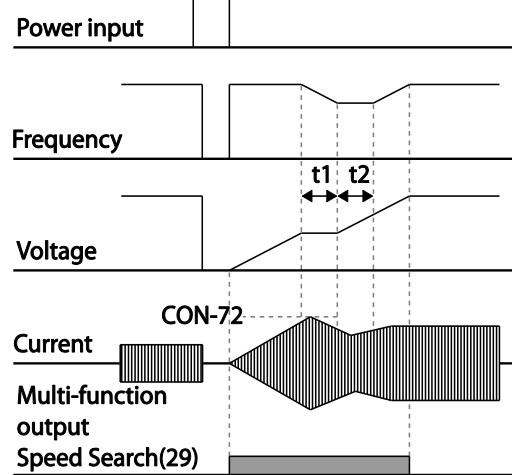 Power input
Frequency
t1 t2
Voltage
CON-72
Current
Multi-function
output
Speed Search(29)